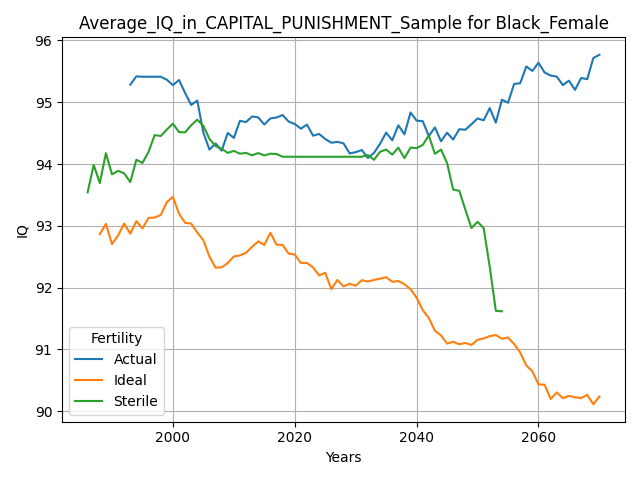 Average_IQ_in_CAPITAL_PUNISHMENT_Sample for Black_Female
96
95
94
93
92
91
90
IQ
Fertility
Actual
Ideal
Sterile
2000 2020 2040 2060
Years